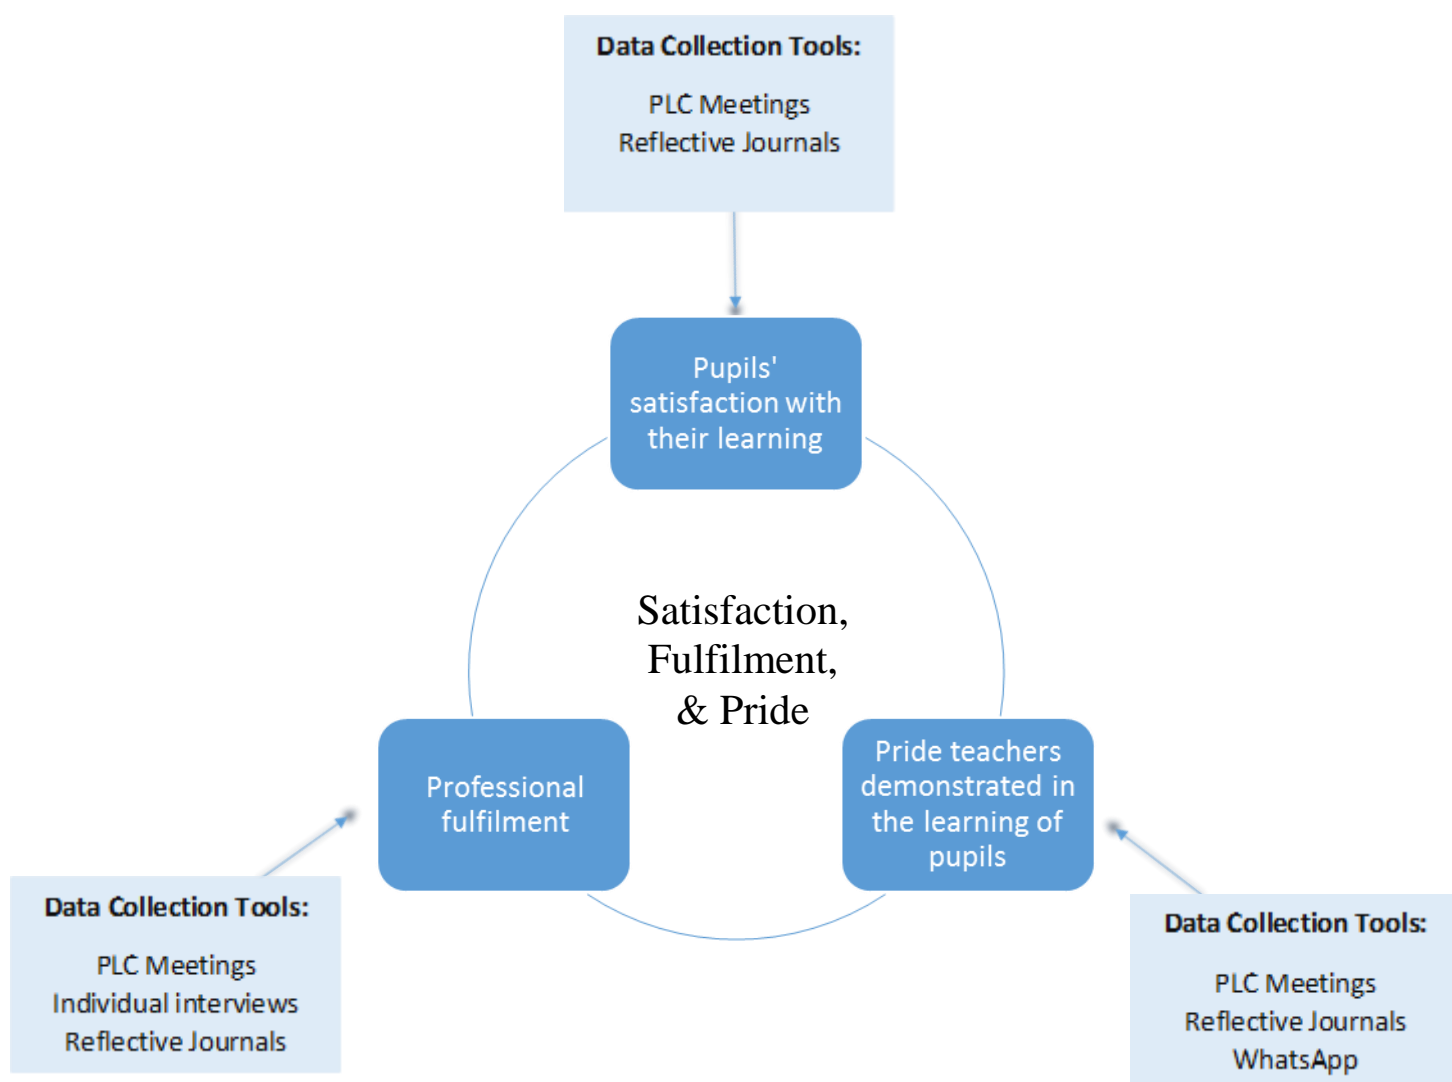 Data Collection Tools:
PLC Meetings
Reflective Journals
Pupils'
satisfaction with
their learning
Satisfaction,
Fulfilment,
& Pride
Professional
fulfilment
Pride teachers
demonstrated in
the learning of
pupils
Data Collection Tools:
PLC Meetings
Individual interviews
Reflective Journals
Data Collection Tools:
PLC Meetings
Reflective Journals
WhatsApp